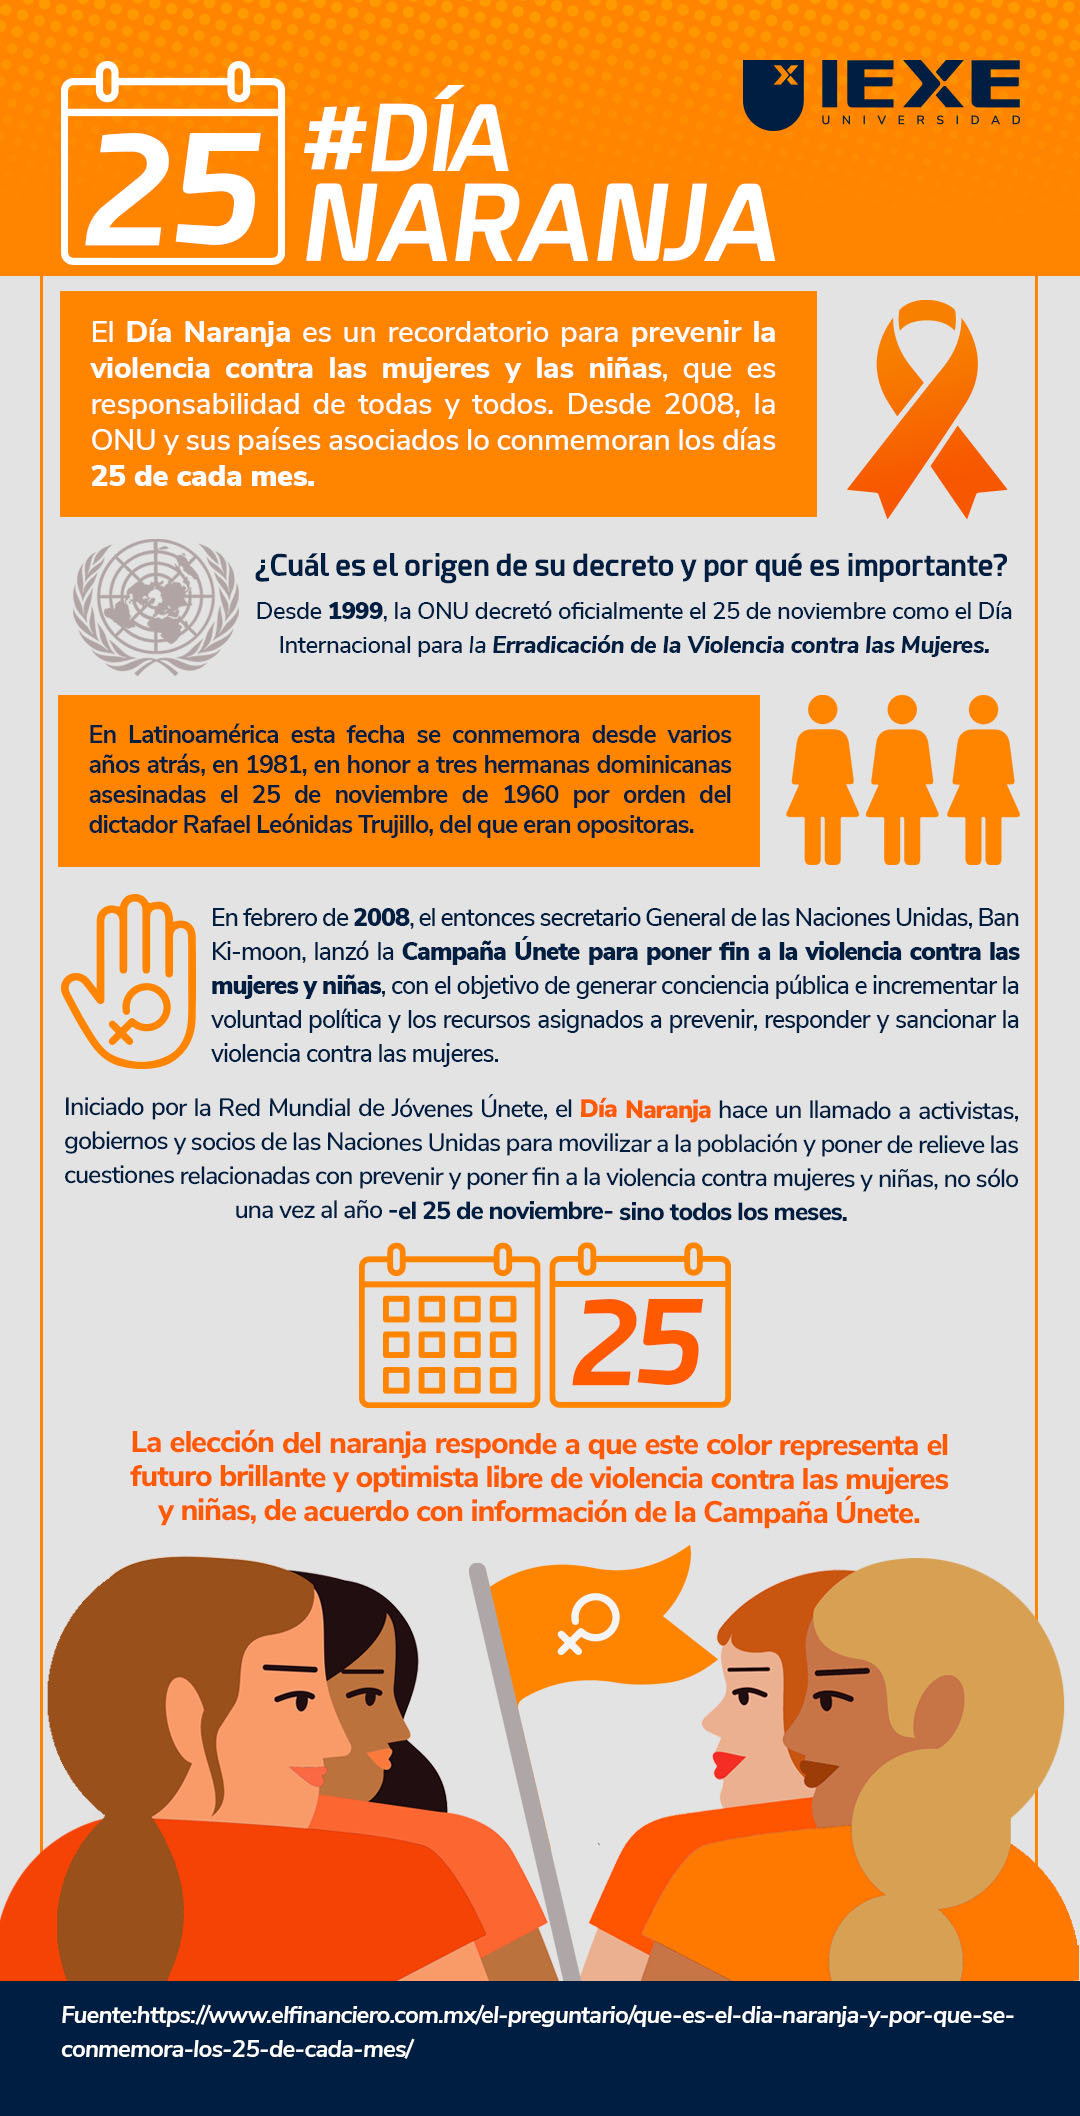 25
#DÍA
NARANJA
IEXE
UNIVERSIDAD
El Día Naranja es un recordatorio para prevenir la
violencia contra las mujeres y las niñas, que es
responsabilidad de todas y todos. Desde 2008, la
ONU y sus países asociados lo conmemoran los días
25 de cada mes.
¿Cuál es el origen de su decreto y por qué es importante?
Desde 1999, la ONU decretó oficialmente el 25 de noviembre como el Día
Internacional para la Erradicación de la Violencia contra las Mujeres.
En Latinoamérica esta fecha se conmemora desde varios
años atrás, en 1981, en honor a tres hermanas dominicanas
asesinadas el 25 de noviembre de 1960 por orden del
dictador Rafael Leónidas Trujillo, del que eran opositoras.
En febrero de 2008, el entonces secretario General de las Naciones Unidas, Ban
Ki-moon, lanzó la Campaña Únete para poner fin a la violencia contra las
mujeres y niñas, con el objetivo de generar conciencia pública e incrementar la
voluntad política y los recursos asignados a prevenir, responder y sancionar la
violencia contra las mujeres.
Iniciado por la Red Mundial de Jóvenes Únete, el Día Naranja hace un llamado a activistas,
gobiernos y socios de las Naciones Unidas para movilizar a la población y poner de relieve las
cuestiones relacionadas con prevenir y poner fin a la violencia contra mujeres y niñas, no sólo
una vez al año -el 25 de noviembre- sino todos los meses.
25
La elección del naranja responde a que este color representa el
futuro brillante y optimista libre de violencia contra las mujeres
y niñas, de acuerdo con información de la Campaña Únete.
Fuente:https://www.elfinanciero.com.mx/el-preguntario/que-es-el-dia-naranja-y-por-que-se-
conmemora-los-25-de-cada-mes/